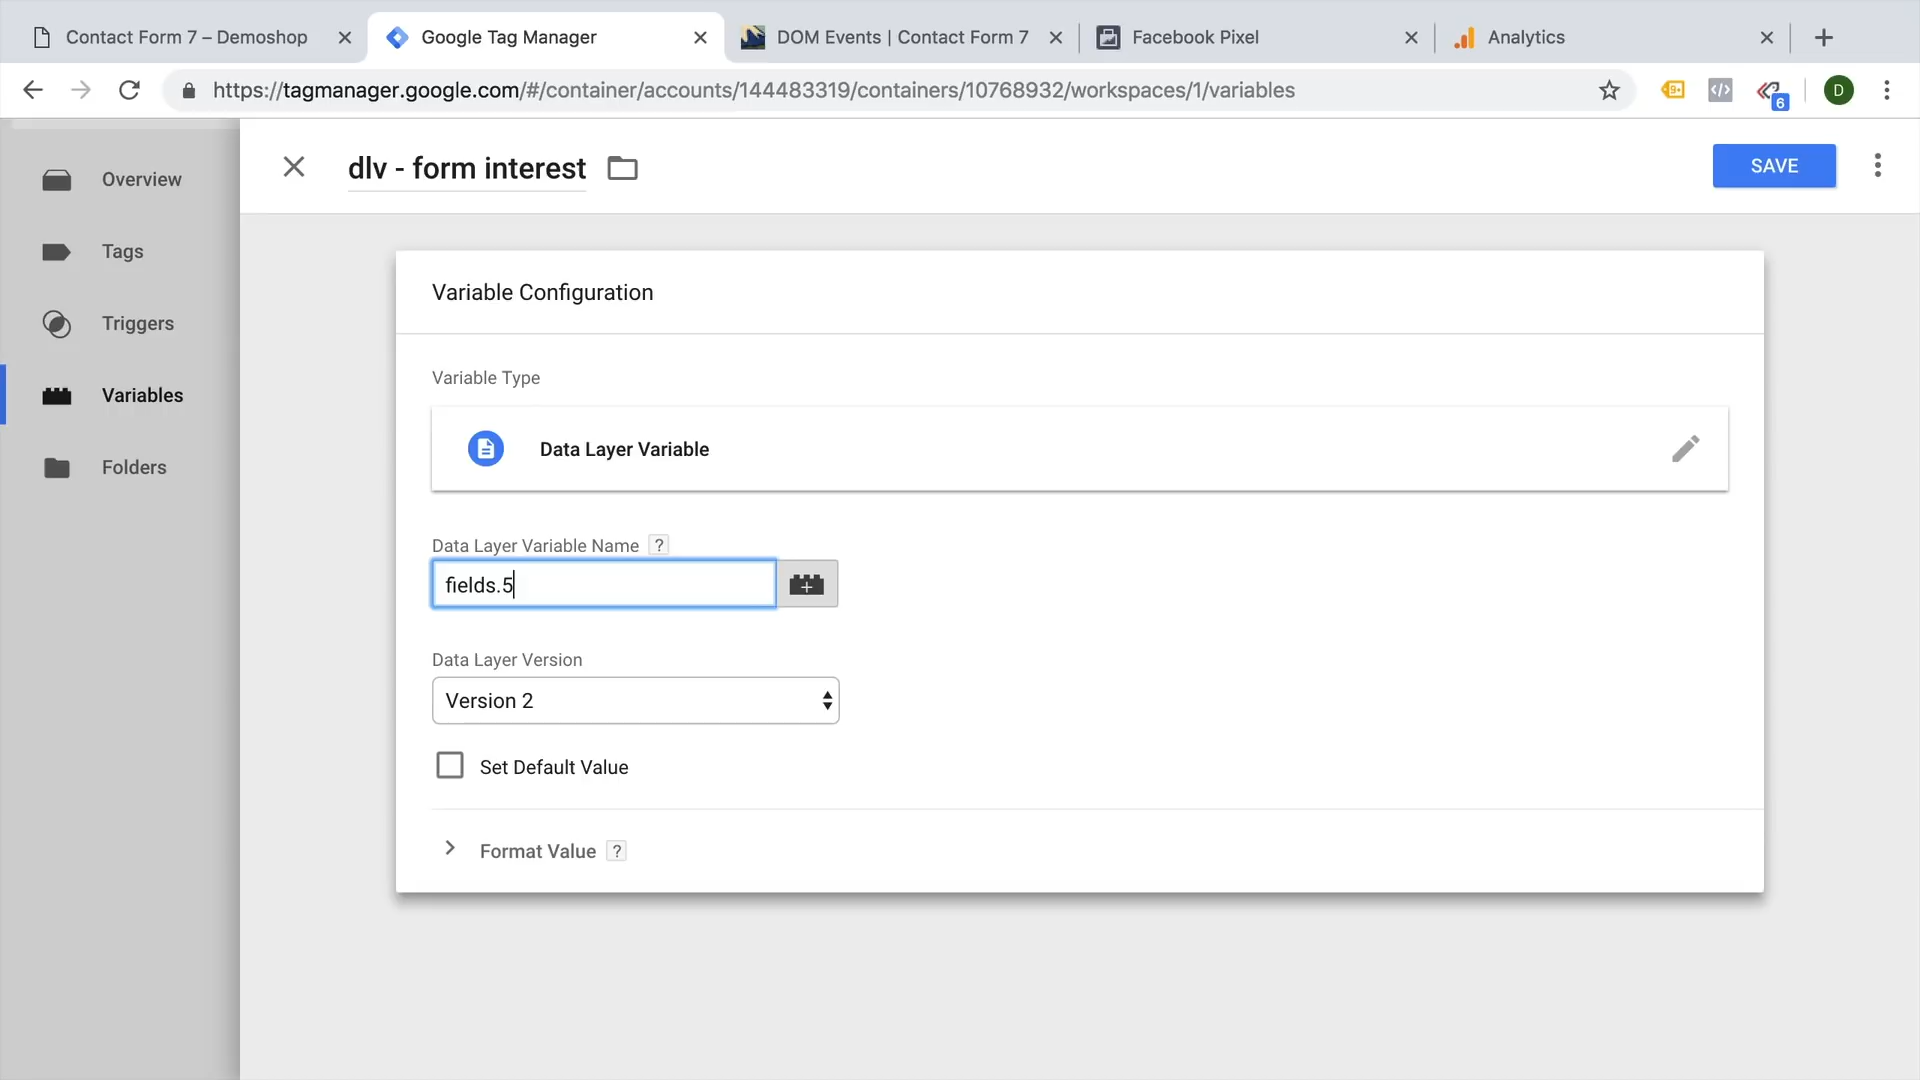 Contact Form 7 – Demoshop
Google Tag Manager
DOM Events | Contact Form 7
Facebook Pixel
Analytics
https://tagmanager.google.com/#/container/accounts/144483319/containers/10768932/workspaces/1/variables
9+
6
D
Overview
Tags
Triggers
Variables
Folders
dlv - form interest
SAVE
Variable Configuration
Variable Type
Data Layer Variable
Data Layer Variable Name ?
fields.5
Data Layer Version
Version 2
Set Default Value
Format Value ?